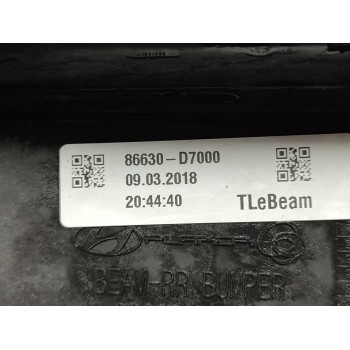 86630-D7000
09.03.2018
20:44:40 TLeBeam
BEAM-RR BUMPER